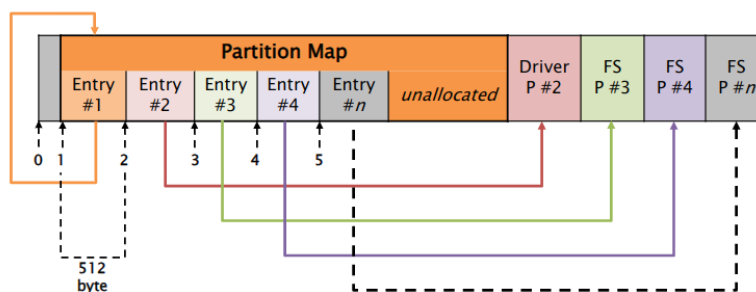 Partition Map
Entry
#1
Entry
#2
Entry
#3
Entry
#4
Entry
#n
unallocated
Driver
P #2
FS
P #3
FS
P #4
FS
P #n
0
1
2
3
4
5
512
byte